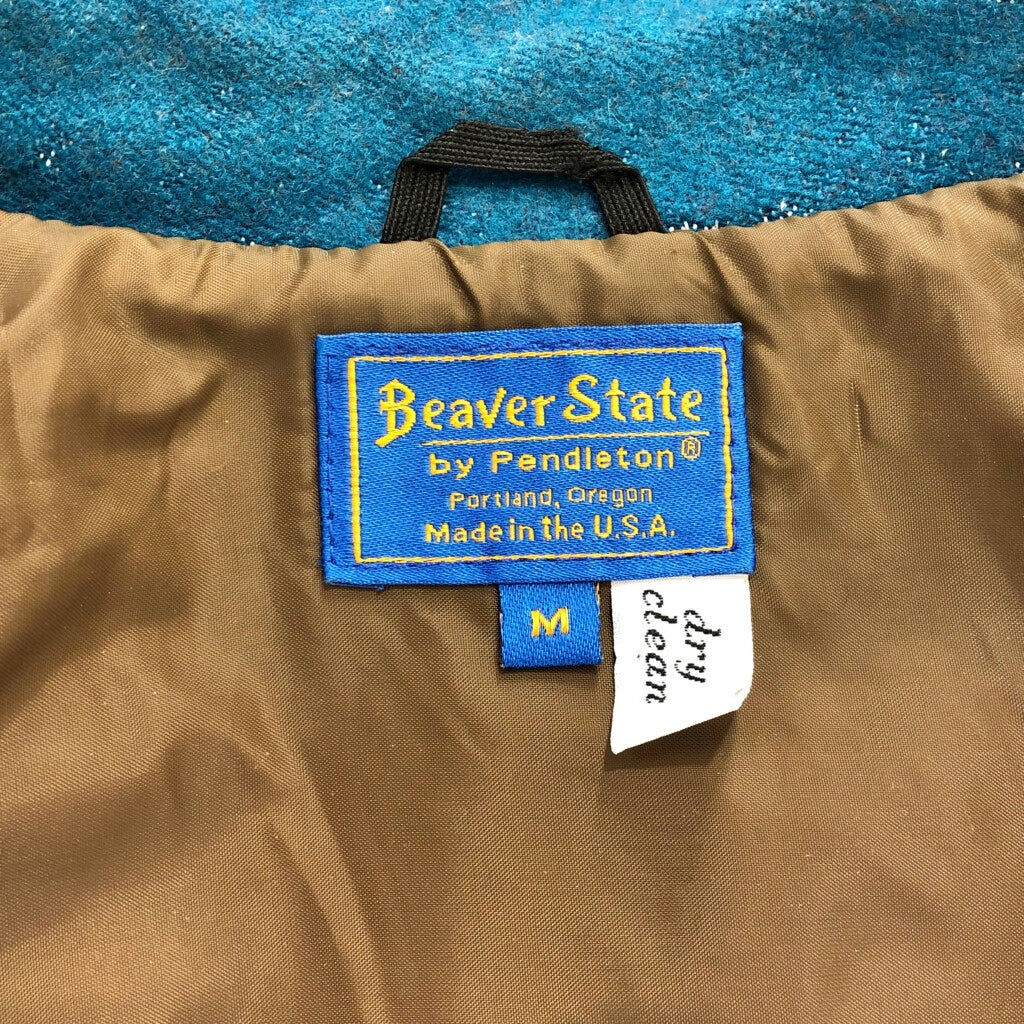 Beaver State
by Pendleton®
Portland, Oregon
Made in the U.S.A.
M
dry
clean